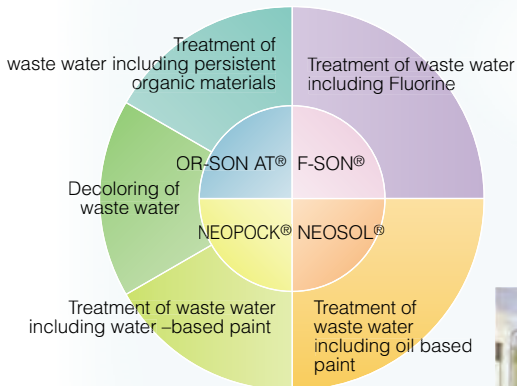 Treatment of
waste water including persistent
organic materials
Treatment of waste water
including Fluorine
OR-SON AT®
F-SON®
Decoloring of
waste water
NEOPOCK®
NEOSOL®
Treatment of waste water
including water –based paint
Treatment of
waste water
including oil based
paint